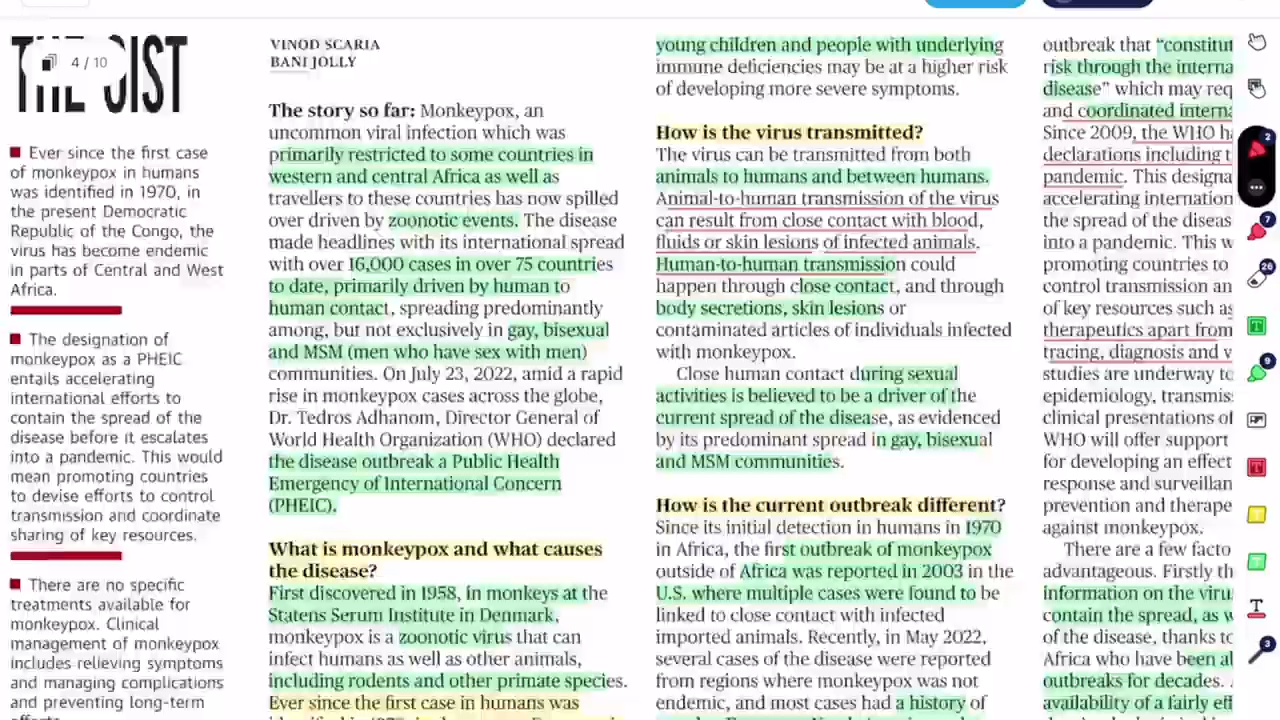 THE GIST
4 / 10
Ever since the first case
of monkeypox in humans
was identified in 1970, in
the present Democratic
Republic of the Congo, the
virus has become endemic
in parts of Central and West
Africa.
The designation of
monkeypox as a PHEIC
entails accelerating
international efforts to
contain the spread of the
disease before it escalates
into a pandemic. This would
mean promoting countries
to devise efforts to control
transmission and coordinate
sharing of key resources.
There are no specific
treatments available for
monkeypox. Clinical
management of monkeypox
includes relieving symptoms
and managing complications
and preventing long-term
VINOD SCARIA
BANI JOLLY
The story so far: Monkeypox, an
uncommon viral infection which was
primarily restricted to some countries in
western and central Africa as well as
travellers to these countries has now spilled
over driven by zoonotic events. The disease
made headlines with its international spread
with over 16,000 cases in over 75 countries
to date, primarily driven by human to
human contact, spreading predominantly
among, but not exclusively in gay, bisexual
and MSM (men who have sex with men)
communities. On July 23, 2022, amid a rapid
rise in monkeypox cases across the globe,
Dr. Tedros Adhanom, Director General of
World Health Organization (WHO) declared
the disease outbreak a Public Health
Emergency of International Concern
(PHEIC).
What is monkeypox and what causes
the disease?
First discovered in 1958, in monkeys at the
Statens Serum Institute in Denmark,
monkeypox is a zoonotic virus that can
infect humans as well as other animals,
including rodents and other primate species.
Ever since the first case in humans was
young children and people with underlying
immune deficiencies may be at a higher risk
of developing more severe symptoms.
How is the virus transmitted?
The virus can be transmitted from both
animals to humans and between humans.
Animal-to-human transmission of the virus
can result from close contact with blood,
fluids or skin lesions of infected animals.
Human-to-human transmission could
happen through close contact, and through
body secretions, skin lesions or
contaminated articles of individuals infected
with monkeypox.
Close human contact during sexual
activities is believed to be a driver of the
current spread of the disease, as evidenced
by its predominant spread in gay, bisexual
and MSM communities.
How is the current outbreak different?
Since its initial detection in humans in 1970
in Africa, the first outbreak of monkeypox
outside of Africa was reported in 2003 in the
U.S. where multiple cases were found to be
linked to close contact with infected
imported animals. Recently, in May 2022,
several cases of the disease were reported
from regions where monkeypox was not
endemic, and most cases had a history of
outbreak that “constitut
risk through the interna
disease” which may req
and coordinated interna
Since 2009, the WHO ha
declarations including t
pandemic. This designa
accelerating internation
the spread of the diseas
into a pandemic. This w
promoting countries to
control transmission an
of key resources such as
therapeutics apart from
tracing, diagnosis and v
studies are underway to
epidemiology, transmis
clinical presentations of
WHO will offer support
for developing an effect
response and surveillan
prevention and therape
against monkeypox.
There are a few facto
advantageous. Firstly th
information on the viru
contain the spread, as w
of the disease, thanks to
Africa who have been al
outbreaks for decades.
availability of a fairly ef
2
7
26
T
9
T
T
T
T
3